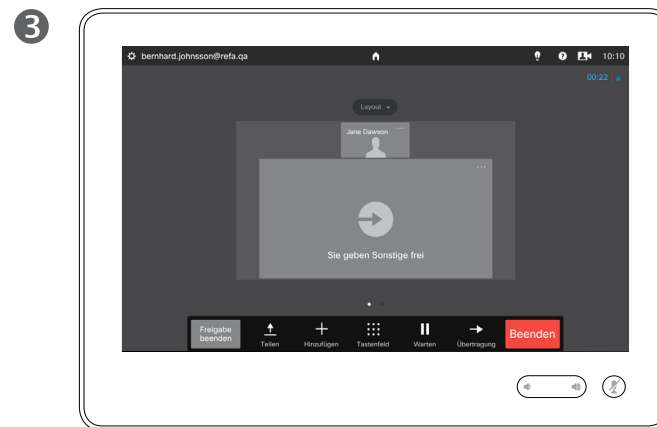 3
bernhard.johnsson@refa.qa
10:10
00:22
Layout
Jane Dawson
Sie geben Sonstige frei
Freigabe
beenden
Teilen
Hinzufügen
Tastenfeld
Warten
Übertragung
Beenden